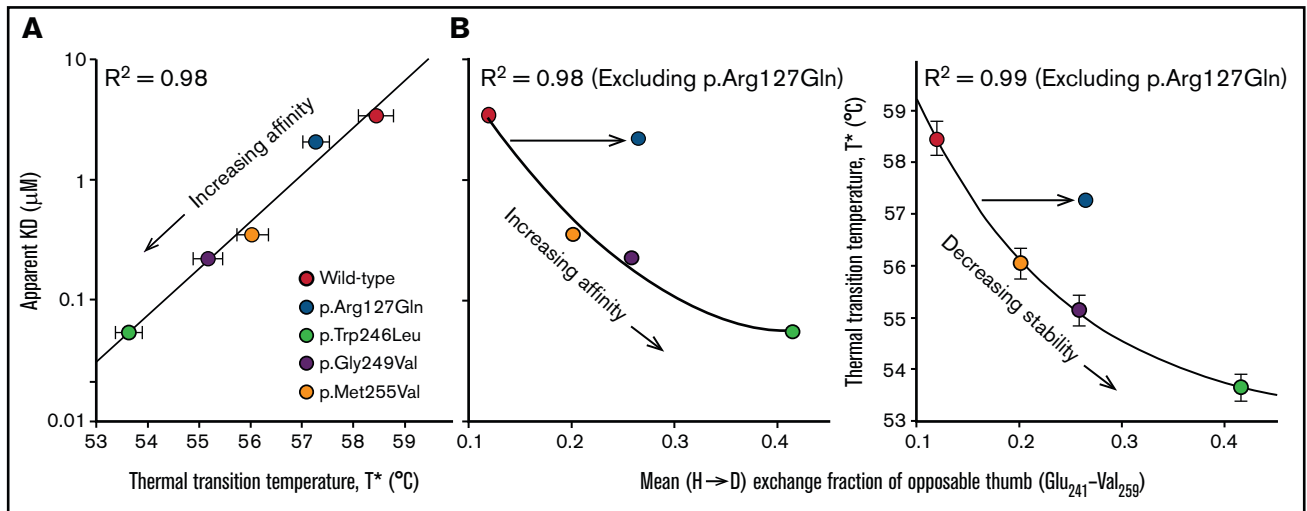 A
B
R² = 0.98
Increasing affinity
Apparent KD (μM)
10
1
0.1
0.01
Wild-type
p.Arg127Gln
p.Trp246Leu
p.Gly249Val
p.Met255Val
53 54 55 56 57 58 59
Thermal transition temperature, T* (°C)
R² = 0.98 (Excluding p.Arg127Gln)
Increasing affinity
0.1 0.2 0.3 0.4
R² = 0.99 (Excluding p.Arg127Gln)
Decreasing stability
Thermal transition temperature, T* (°C)
59
58
57
56
55
54
53
0.1 0.2 0.3 0.4
Mean (H→D) exchange fraction of opposable thumb (Glu₂₄₁–Val₂₅₉)